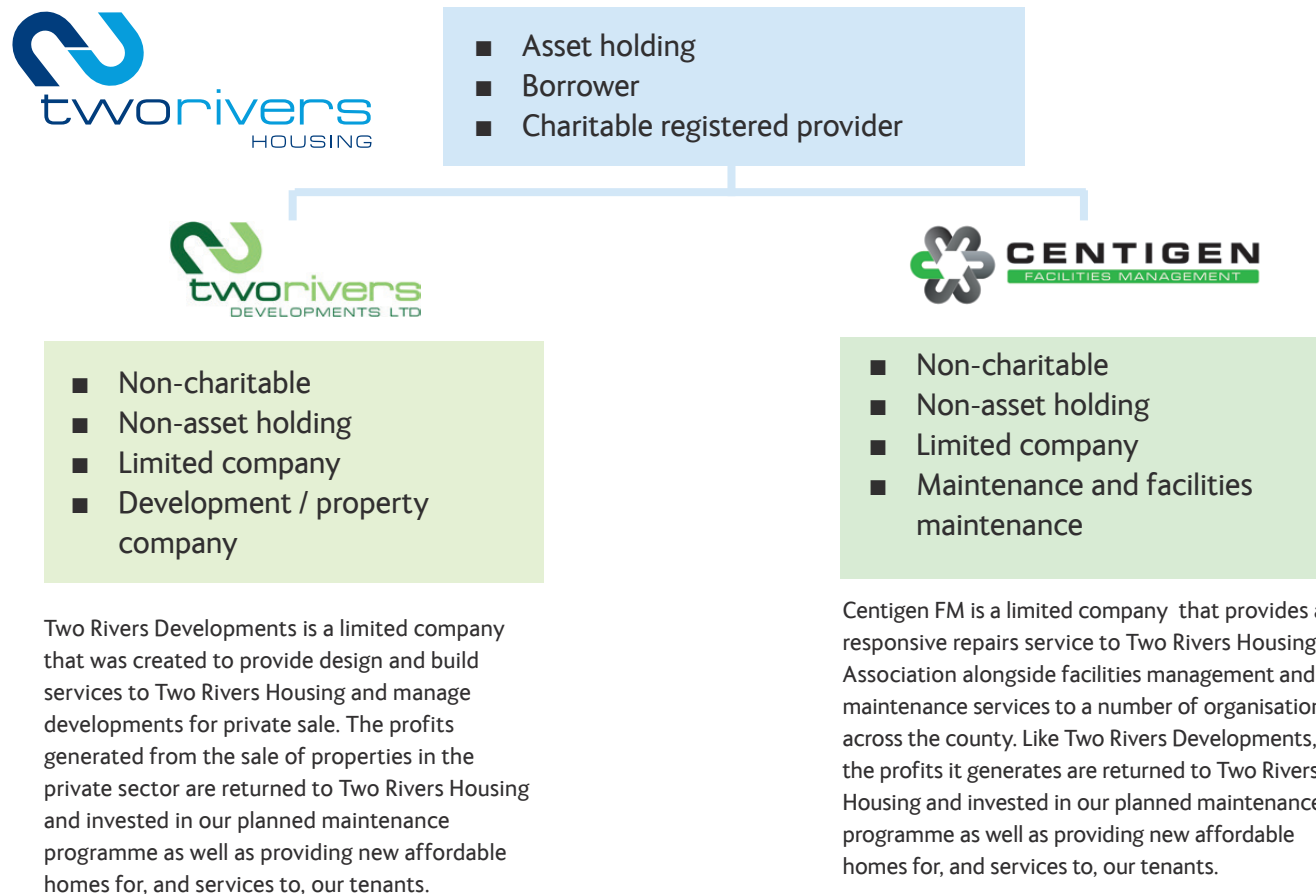 tworivers
HOUSING
■ Asset holding
■ Borrower
■ Charitable registered provider
tworivers
DEVELOPMENTS LTD
■ Non-charitable
■ Non-asset holding
■ Limited company
■ Development / property
company
Two Rivers Developments is a limited company
that was created to provide design and build
services to Two Rivers Housing and manage
developments for private sale. The profits
generated from the sale of properties in the
private sector are returned to Two Rivers Housing
and invested in our planned maintenance
programme as well as providing new affordable
homes for, and services to, our tenants.
CENTIGEN
FACILITIES MANAGEMENT
■ Non-charitable
■ Non-asset holding
■ Limited company
■ Maintenance and facilities
maintenance
Centigen FM is a limited company that provides a
responsive repairs service to Two Rivers Housing
Association alongside facilities management and
maintenance services to a number of organisation
across the county. Like Two Rivers Developments,
the profits it generates are returned to Two Rivers
Housing and invested in our planned maintenance
programme as well as providing new affordable
homes for, and services to, our tenants.